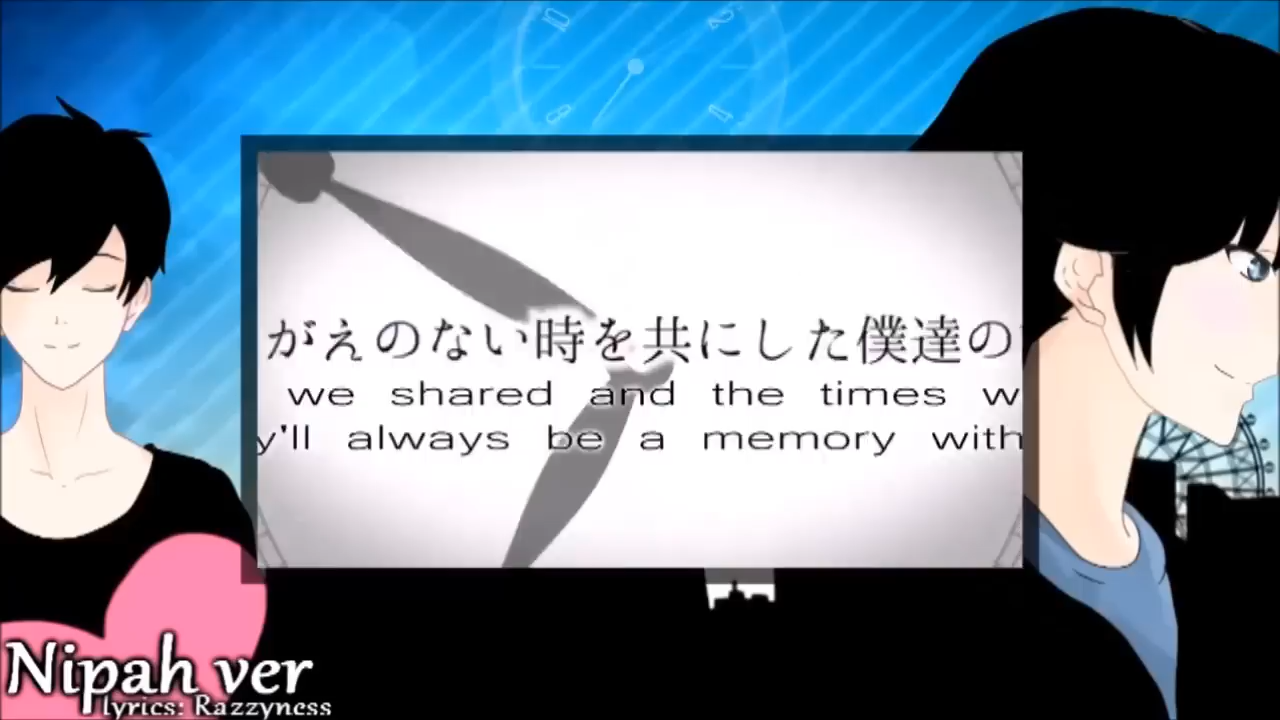 がえのない時を共にした僕達の
we shared and the times w
y'll always be a memory with
Nipah ver
lyrics: Razzyness